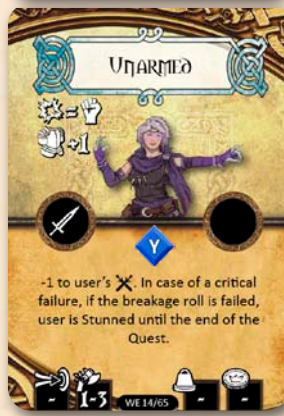 UNARMED
=
+1
Y
-1 to user's . In case of a critical
failure, if the breakage roll is failed,
user is Stunned until the end of the
Quest.
- 1-3 WE 14/65 - -